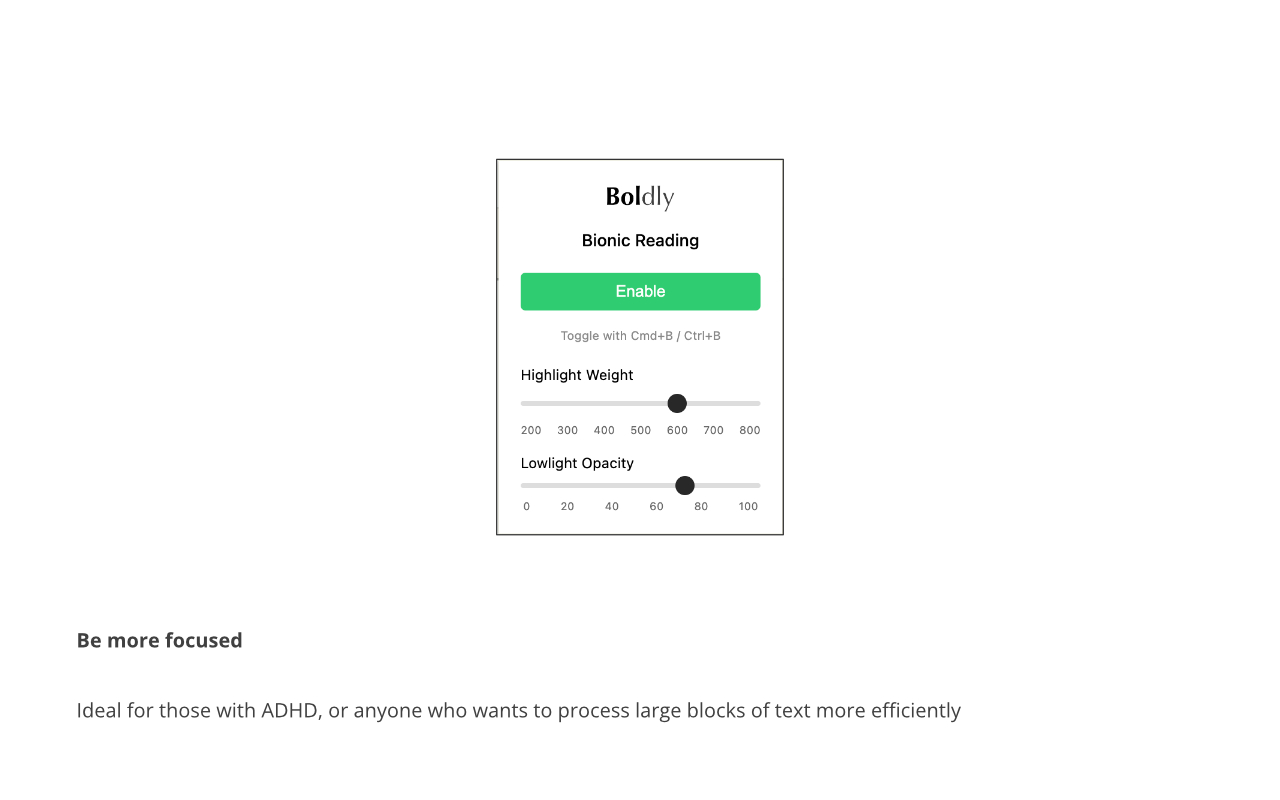 Boldly
Bionic Reading
Enable
Toggle with Cmd+B / Ctrl+B
Highlight Weight
200 300 400 500 600 700 800
Lowlight Opacity
0 20 40 60 80 100
Be more focused
Ideal for those with ADHD, or anyone who wants to process large blocks of text more efficiently